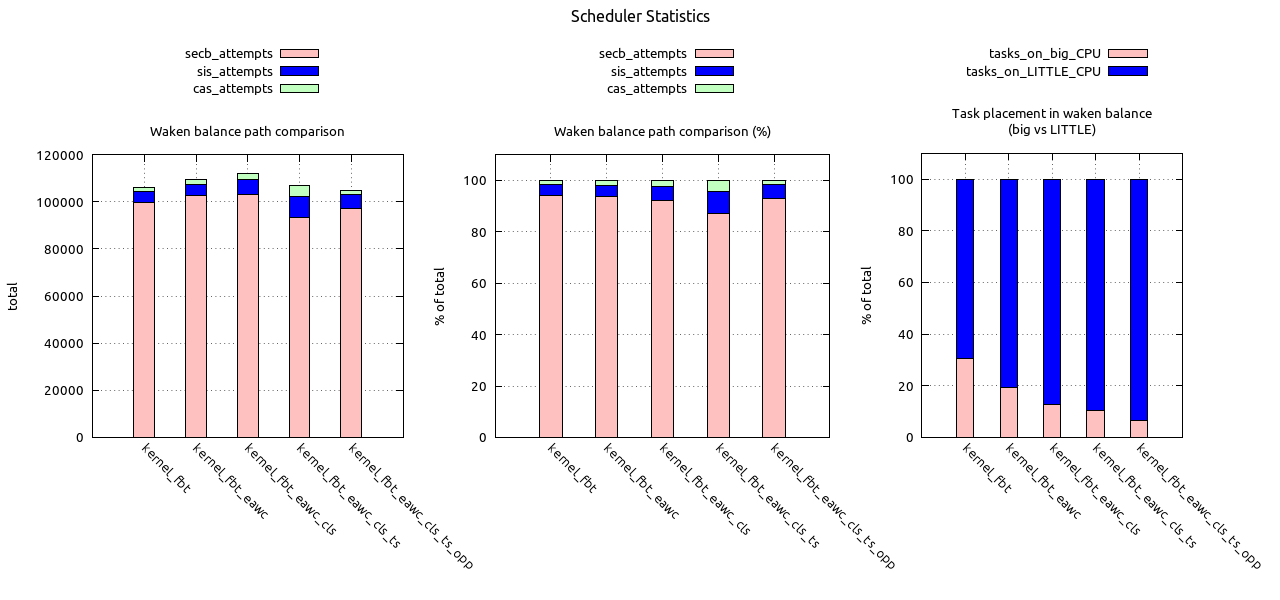 Scheduler Statistics
secb_attempts
sis_attempts
cas_attempts
Waken balance path comparison
120000
100000
80000
60000
40000
20000
0
total
kernel_fbt
kernel_fbt_eawc
kernel_fbt_eawc_cls
kernel_fbt_eawc_cls_ts
kernel_fbt_eawc_cls_ts_opp
secb_attempts
sis_attempts
cas_attempts
Waken balance path comparison (%)
100
80
60
40
20
0
% of total
kernel_fbt
kernel_fbt_eawc
kernel_fbt_eawc_cls
kernel_fbt_eawc_cls_ts
kernel_fbt_eawc_cls_ts_opp
tasks_on_big_CPU
tasks_on_LITTLE_CPU
Task placement in waken balance
(big vs LITTLE)
100
80
60
40
20
0
% of total
kernel_fbt
kernel_fbt_eawc
kernel_fbt_eawc_cls
kernel_fbt_eawc_cls_ts
kernel_fbt_eawc_cls_ts_opp